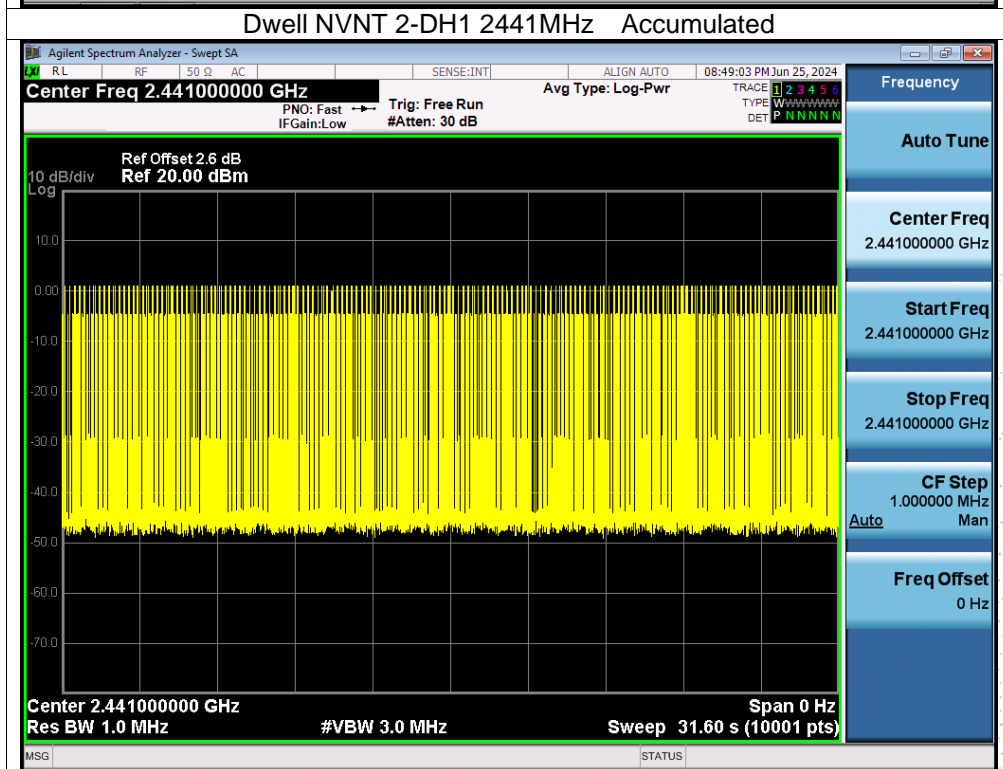 Dwell NVNT 2-DH1 2441MHz Accumulated
Agilent Spectrum Analyzer - Swept SA
LXI RL RF 50 Ω AC SENSE:INT ALIGN AUTO 08:49:03 PM Jun 25, 2024
Center Freq 2.441000000 GHz Avg Type: Log-Pwr TRACE 1 2 3 4 5 6
PNO: Fast Trig: Free Run TYPE WWWWWW
IFGain:Low #Atten: 30 dB DET P N N N N N
Frequency
Auto Tune
Center Freq
2.441000000 GHz
Start Freq
2.441000000 GHz
Stop Freq
2.441000000 GHz
CF Step
1.000000 MHz
Auto Man
Freq Offset
0 Hz
Ref Offset 2.6 dB
10 dB/div Ref 20.00 dBm
Log
10.0
0.00
-10.0
-20.0
-30.0
-40.0
-50.0
-60.0
-70.0
Center 2.441000000 GHz Span 0 Hz
Res BW 1.0 MHz #VBW 3.0 MHz Sweep 31.60 s (10001 pts)
MSG STATUS